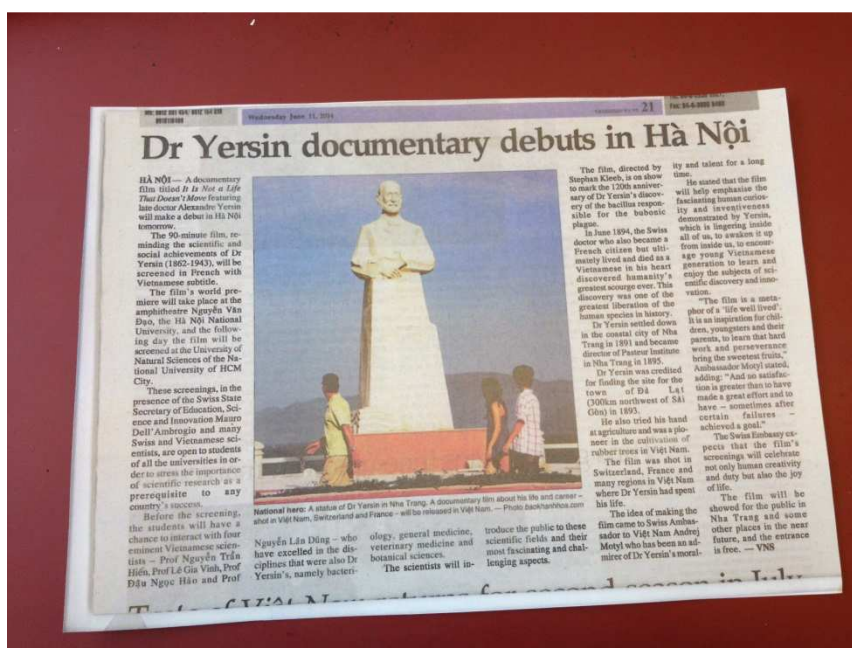 Wednesday June 11, 2014
21
Dr Yersin documentary debuts in Hà Nội
HÀ NỘI — A documentary
film titled It Is Not a Life
That Doesn't Move featuring
late doctor Alexandre Yersin
will make a debut in Hà Nội
tomorrow.
The 90-minute film, re-
minding the scientific and
social achievements of Dr
Yersin (1862-1943), will be
screened in French with
Vietnamese subtitle.
The film's world pre-
miere will take place at the
amphitheatre Nguyễn Văn
Đạo, the Hà Nội National
University, and the follow-
ing day the film will be
screened at the University of
Natural Sciences of the Na-
tional University of HCM
City.
These screenings, in the
presence of the Swiss State
Secretary of Education, Sci-
ence and Innovation Mauro
Dell'Ambrogio and many
Swiss and Vietnamese sci-
entists, are open to students
of all the universities in or-
der to stress the importance
of scientific research as a
prerequisite to any
country's success.
Before the screening,
the students will have a
chance to interact with four
eminent Vietnamese scien-
tists – Prof Nguyễn Trần
Hiển, Prof Lê Gia Vinh, Prof
Đậu Ngọc Hào and Prof
National hero: A statue of Dr Yersin in Nha Trang. A documentary film about his life and career –
shot in Việt Nam, Switzerland and France – will be released in Việt Nam. — Photo baokhanhhoa.com
Nguyễn Lân Dũng – who
have excelled in the dis-
ciplines that were also Dr
Yersin's, namely bacteri-
ology, general medicine,
veterinary medicine and
botanical sciences.
The scientists will in-
troduce the public to these
scientific fields and their
most fascinating and chal-
lenging aspects.
The film, directed by
Stephan Kleeb, is on show
to mark the 120th anniver-
sary of Dr Yersin's discov-
ery of the bacillus respon-
sible for the bubonic
plague.
In June 1894, the Swiss
doctor who also became a
French citizen but ulti-
mately lived and died as a
Vietnamese in his heart
discovered humanity's
greatest scourge ever. This
discovery was one of the
greatest liberation of the
human species in history.
Dr Yersin settled down
in the coastal city of Nha
Trang in 1891 and became
director of Pasteur Institute
in Nha Trang in 1895.
Dr Yersin was credited
for finding the site for the
town of Đà Lạt
(300km northwest of Sài
Gòn) in 1893.
He also tried his hand
at agriculture and was a pio-
neer in the cultivation of
rubber trees in Việt Nam.
The film was shot in
Switzerland, France and
many regions in Việt Nam
where Dr Yersin had spent
his life.
The idea of making the
film came to Swiss Ambas-
sador to Việt Nam Andrej
Motyl who has been an ad-
mirer of Dr Yersin's moral-
ity and talent for a long
time.
He stated that the film
will help emphasise the
fascinating human curios-
ity and inventiveness
demonstrated by Yersin,
which is lingering inside
all of us, to awaken it up
from inside us, to encour-
age young Vietnamese
generation to learn and
enjoy the subjects of sci-
entific discovery and inno-
vation.
"The film is a meta-
phor of a 'life well lived'.
It is an inspiration for chil-
dren, youngsters and their
parents, to learn that hard
work and perseverance
bring the sweetest fruits,"
Ambassador Motyl stated,
adding: "And no satisfac-
tion is greater than to have
made a great effort and to
have – sometimes after
certain failures –
achieved a goal."
The Swiss Embassy ex-
pects that the film's
screenings will celebrate
not only human creativity
and duty but also the joy
of life.
The film will be
showed for the public in
Nha Trang and some
other places in the near
future, and the entrance
is free. — VNS